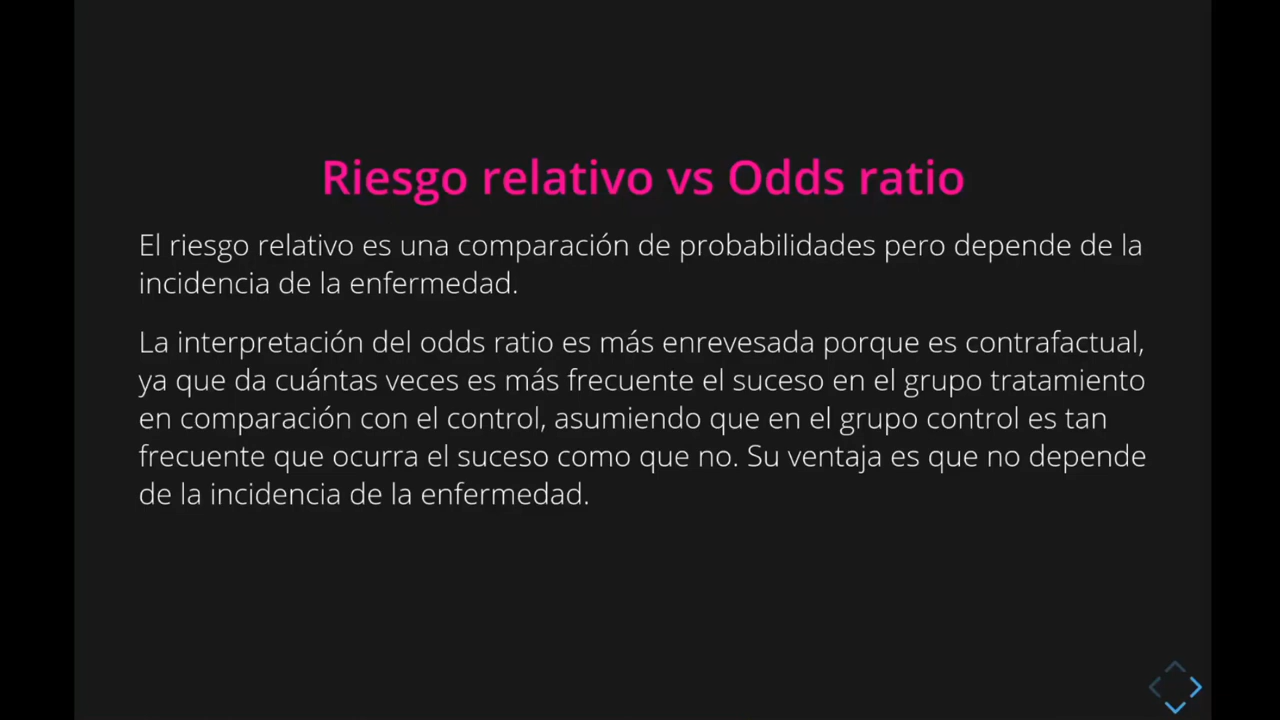 Riesgo relativo vs Odds ratio
El riesgo relativo es una comparación de probabilidades pero depende de la
incidencia de la enfermedad.
La interpretación del odds ratio es más enrevesada porque es contrafactual,
ya que da cuántas veces es más frecuente el suceso en el grupo tratamiento
en comparación con el control, asumiendo que en el grupo control es tan
frecuente que ocurra el suceso como que no. Su ventaja es que no depende
de la incidencia de la enfermedad.